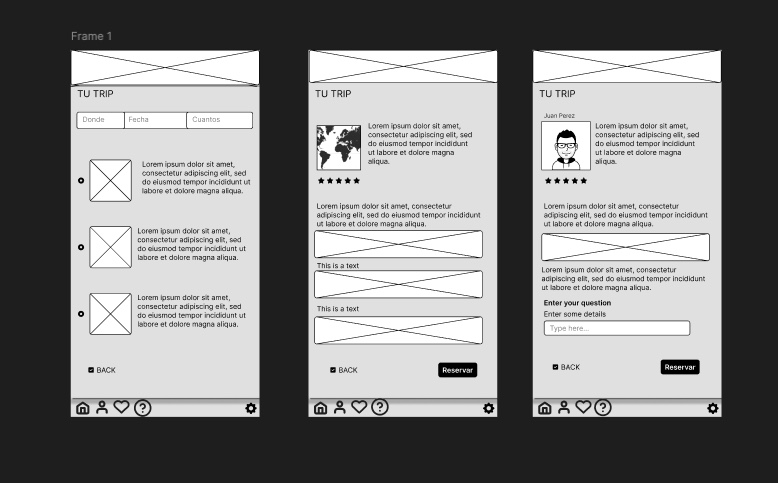 Frame 1
TU TRIP
Donde
Fecha
Cuantos
Lorem ipsum dolor sit amet,
consectetur adipiscing elit, sed
do eiusmod tempor incididunt ut
labore et dolore magna aliqua.
Lorem ipsum dolor sit amet,
consectetur adipiscing elit, sed
do eiusmod tempor incididunt ut
labore et dolore magna aliqua.
Lorem ipsum dolor sit amet,
consectetur adipiscing elit, sed
do eiusmod tempor incididunt ut
labore et dolore magna aliqua.
BACK
TU TRIP
Lorem ipsum dolor sit amet,
consectetur adipiscing elit, sed
do eiusmod tempor incididunt
ut labore et dolore magna
aliqua.
Lorem ipsum dolor sit amet, consectetur
adipiscing elit, sed do eiusmod tempor incididunt
ut labore et dolore magna aliqua.
This is a text
This is a text
BACK
Reservar
TU TRIP
Juan Perez
Lorem ipsum dolor sit amet,
consectetur adipiscing elit, sed
do eiusmod tempor incididunt
ut labore et dolore magna
aliqua.
Lorem ipsum dolor sit amet, consectetur
adipiscing elit, sed do eiusmod tempor incididunt
ut labore et dolore magna aliqua.
Lorem ipsum dolor sit amet, consectetur
adipiscing elit, sed do eiusmod tempor incididunt
ut labore et dolore magna aliqua.
Enter your question
Enter some details
Type here...
BACK
Reservar